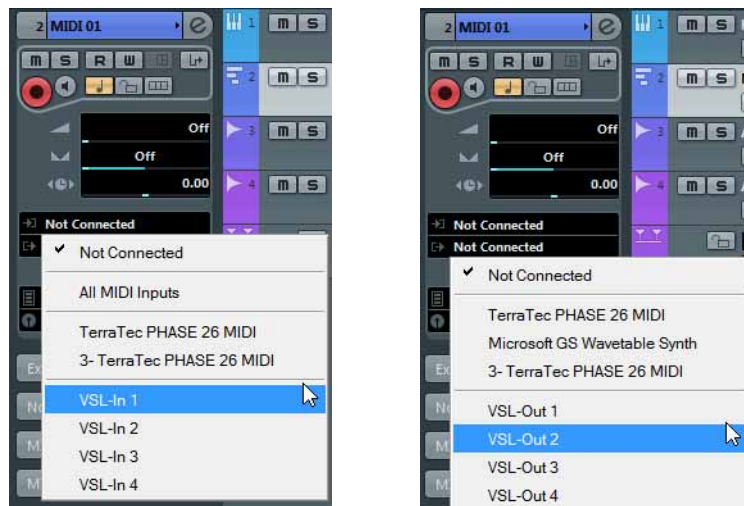 2 MIDI 01
1 m S
m S R W
2 m S
Off
3 m S
Off
0.00
4 m S
Not Connected
Not Connected
All MIDI Inputs
TerraTec PHASE 26 MIDI
3- TerraTec PHASE 26 MIDI
VSL-In 1
VSL-In 2
VSL-In 3
VSL-In 4
2 MIDI 01
1 m S
m S R W
2 m S
Off
3 m S
Off
0.00
4 m S
Not Connected
Not Connected
Not Connected
TerraTec PHASE 26 MIDI
Microsoft GS Wavetable Synth
3- TerraTec PHASE 26 MIDI
VSL-Out 1
VSL-Out 2
VSL-Out 3
VSL-Out 4